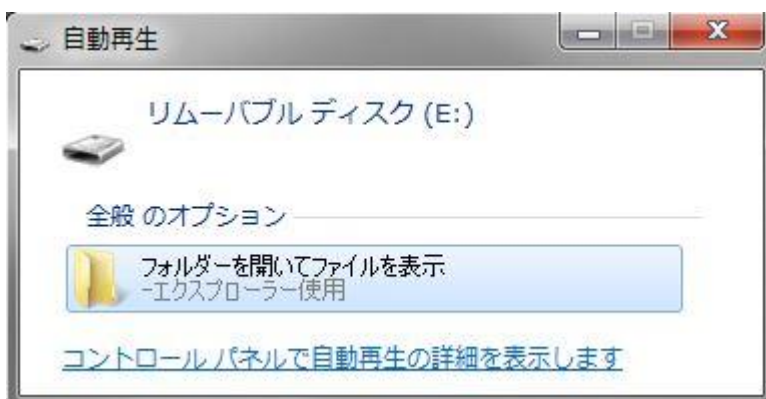 自動再生
リムーバブル ディスク (E:)
全般 のオプション
フォルダーを開いてファイルを表示
-エクスプローラー使用
コントロール パネルで自動再生の詳細を表示します